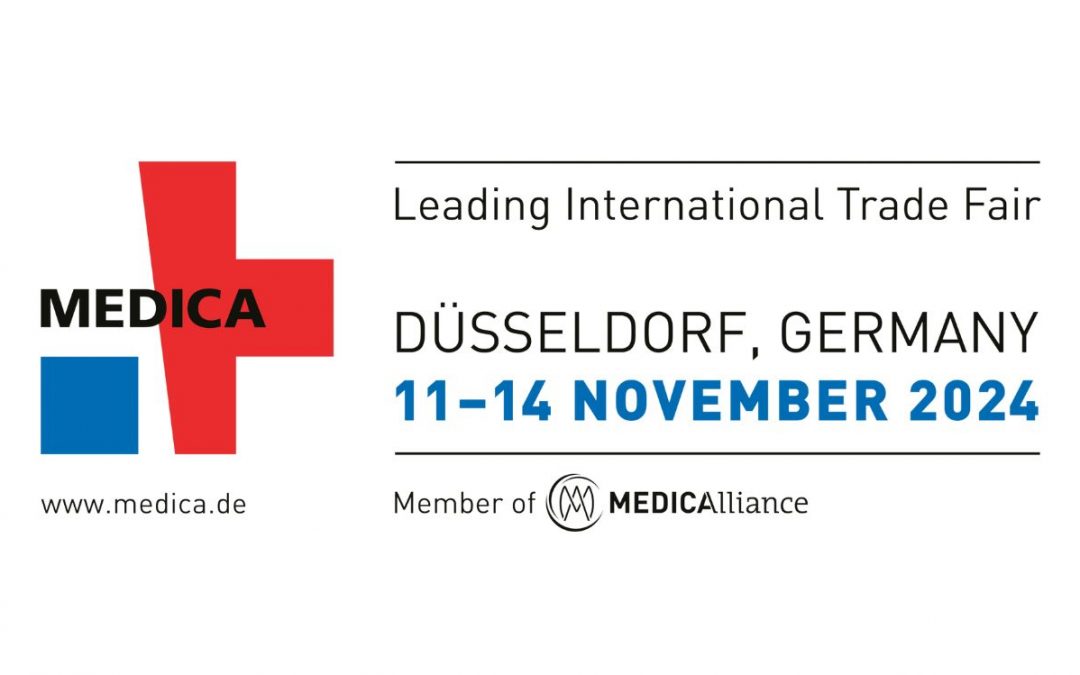 MEDICA
www.medica.de
Leading International Trade Fair
DÜSSELDORF, GERMANY
11–14 NOVEMBER 2024
Member of MEDICAlliance